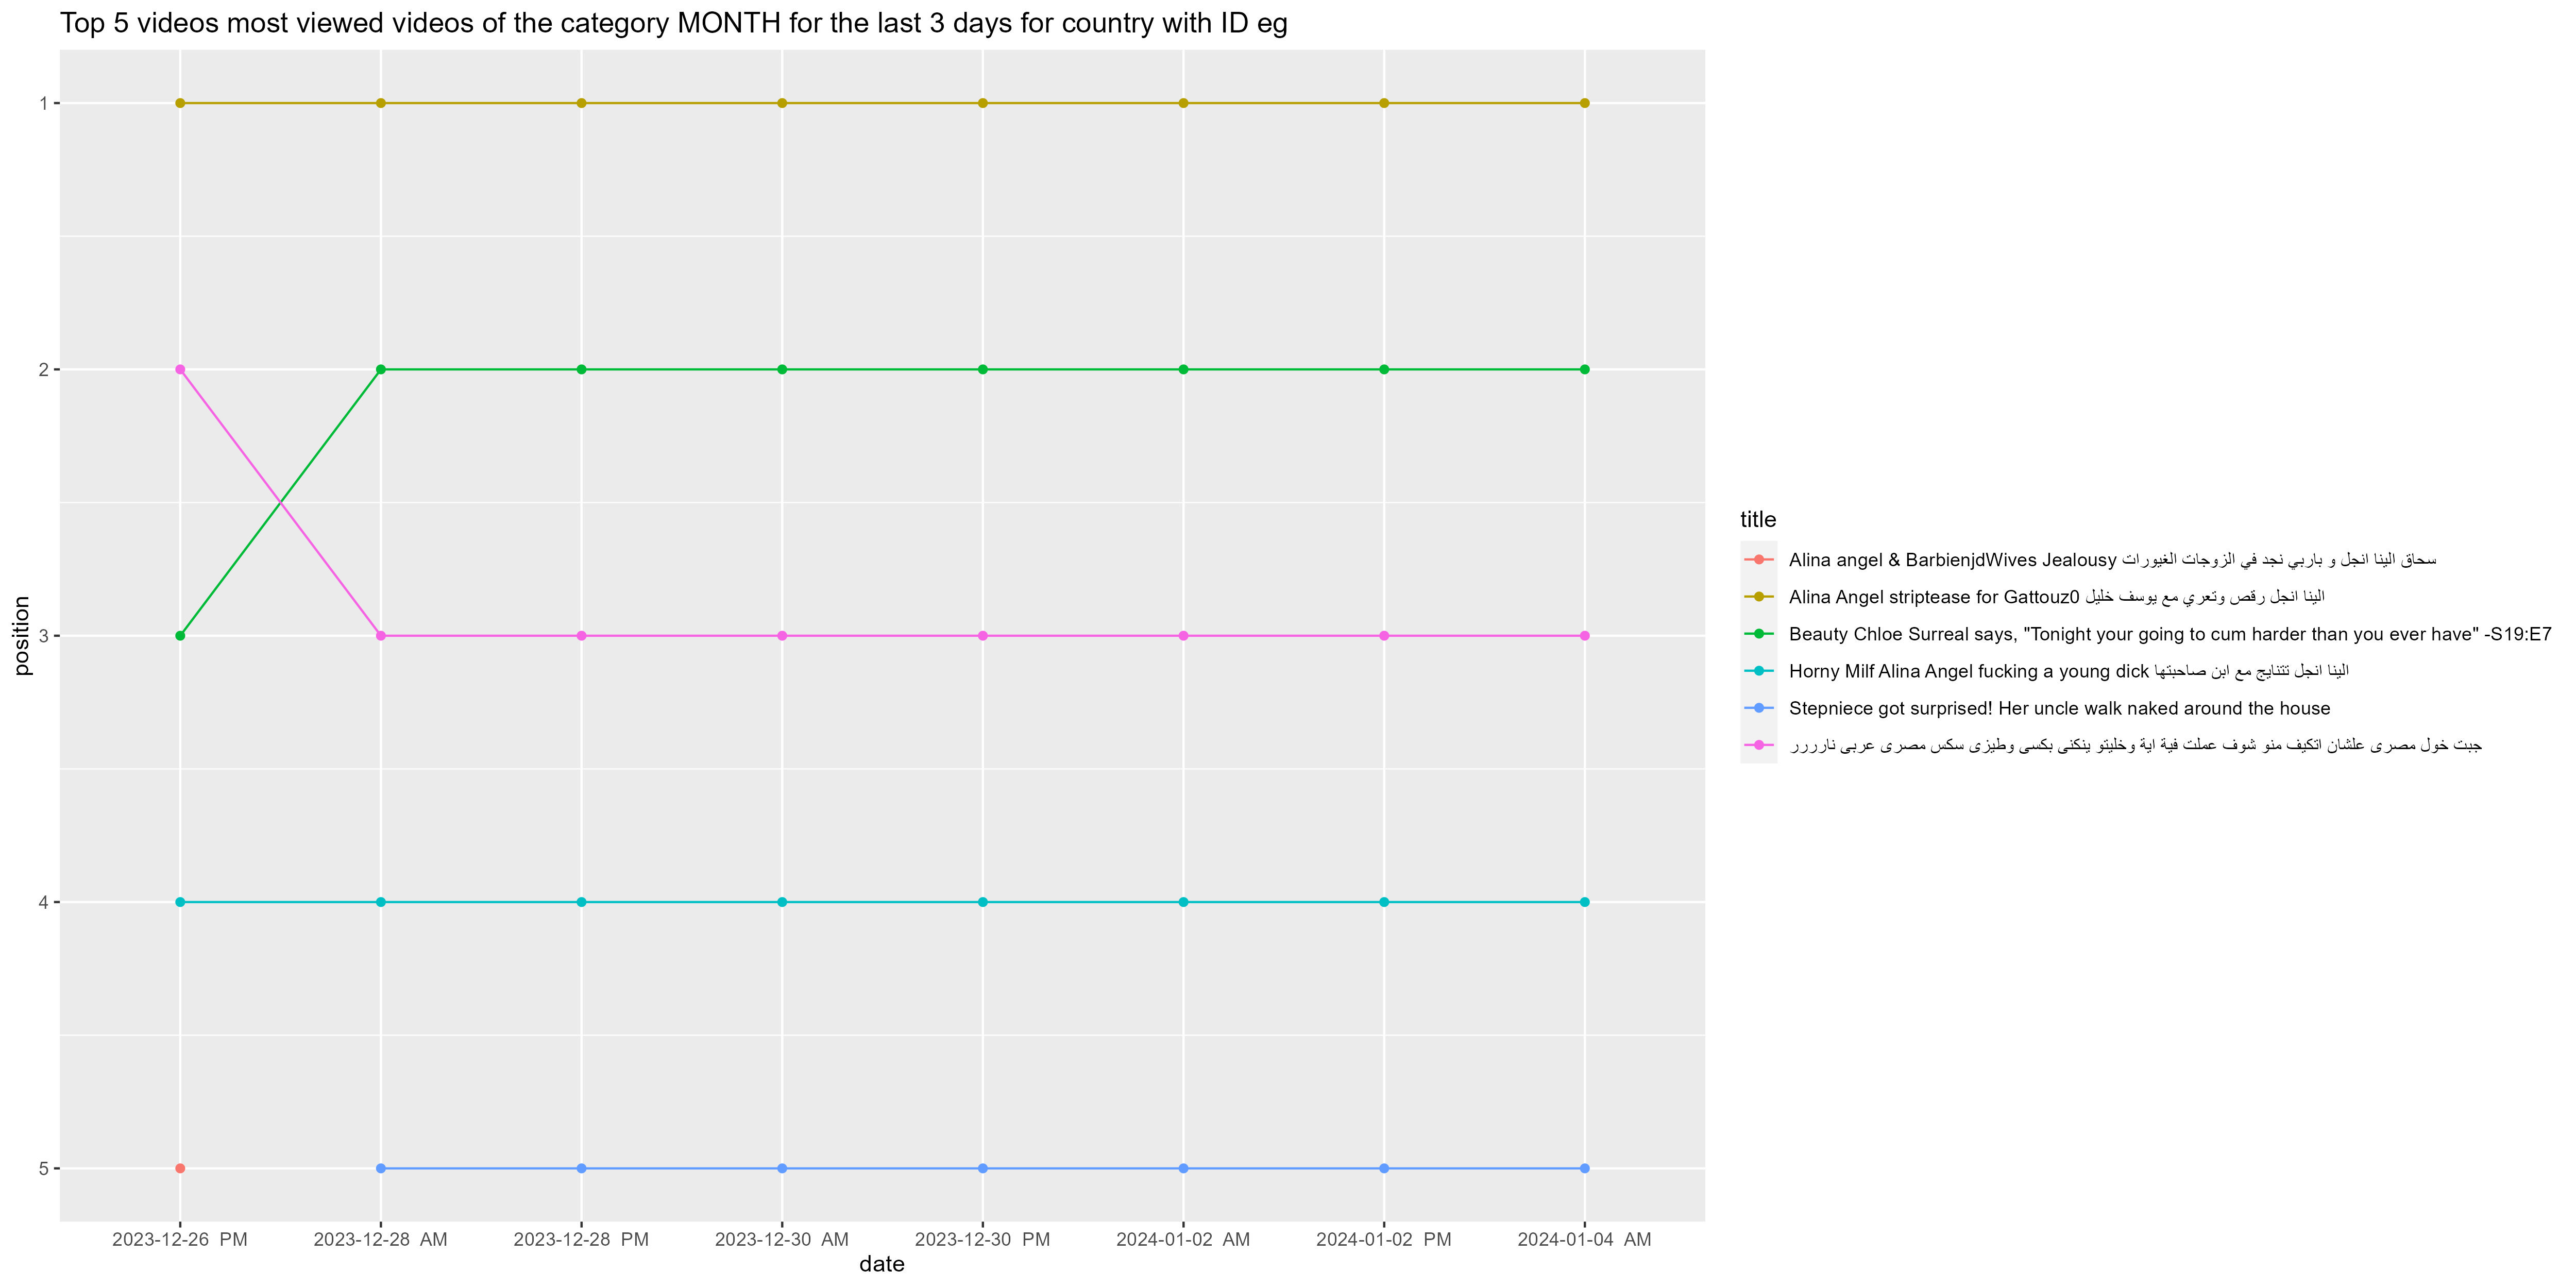 Top 5 videos most viewed videos of the category MONTH for the last 3 days for country with ID eg
position
1
2
3
4
5
2023-12-26 PM
2023-12-28 AM
2023-12-28 PM
2023-12-30 AM
2023-12-30 PM
2024-01-02 AM
2024-01-02 PM
2024-01-04 AM
date
title
Alina angel & BarbienjdWives Jealousy سحاق الينا انجل و باربي نجد في الزوجات الغيورات
Alina Angel striptease for Gattouz0 الينا انجل رقص وتعري مع يوسف خليل
Beauty Chloe Surreal says, "Tonight your going to cum harder than you ever have" -S19:E7
Horny Milf Alina Angel fucking a young dick الينا انجل تتنايج مع ابن صاحبتها
Stepniece got surprised! Her uncle walk naked around the house
جبت خول مصرى علشان اتكيف منو شوف عملت فية اية وخليتو ينكنى بكسى وطيزى سكس مصرى عربى نارررر